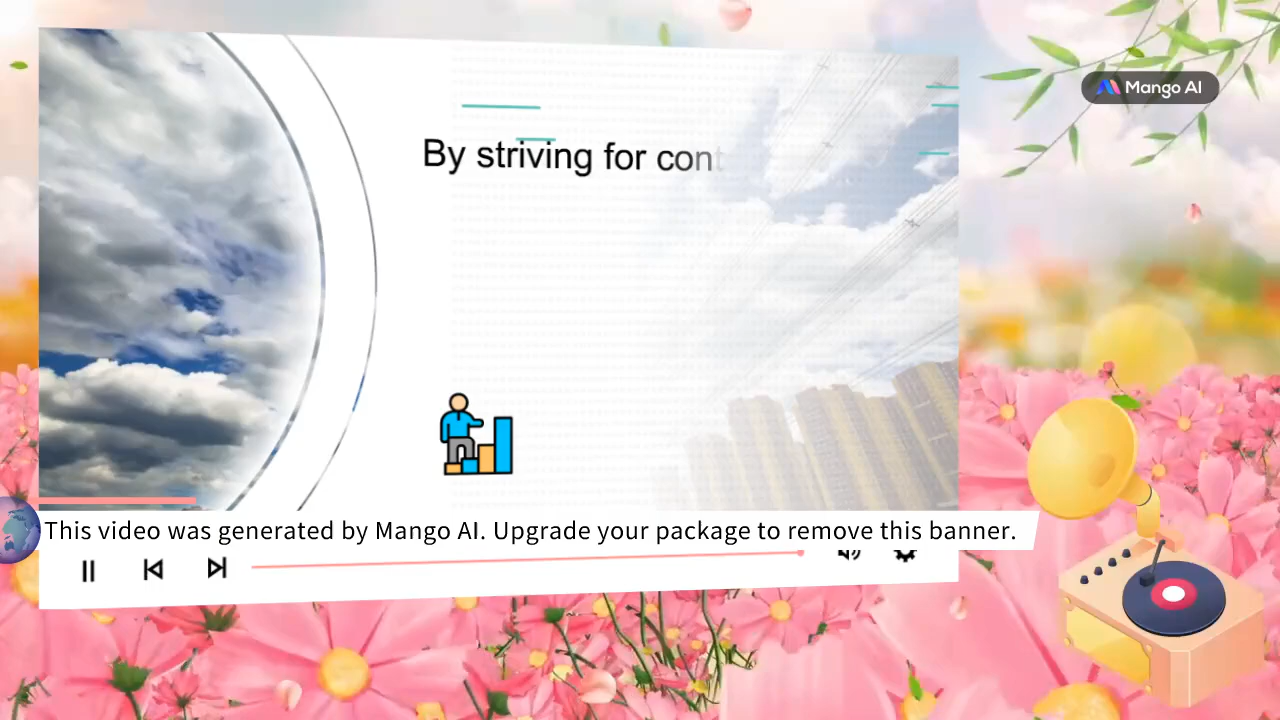 Mango AI
By striving for cont
This video was generated by Mango AI. Upgrade your package to remove this banner.